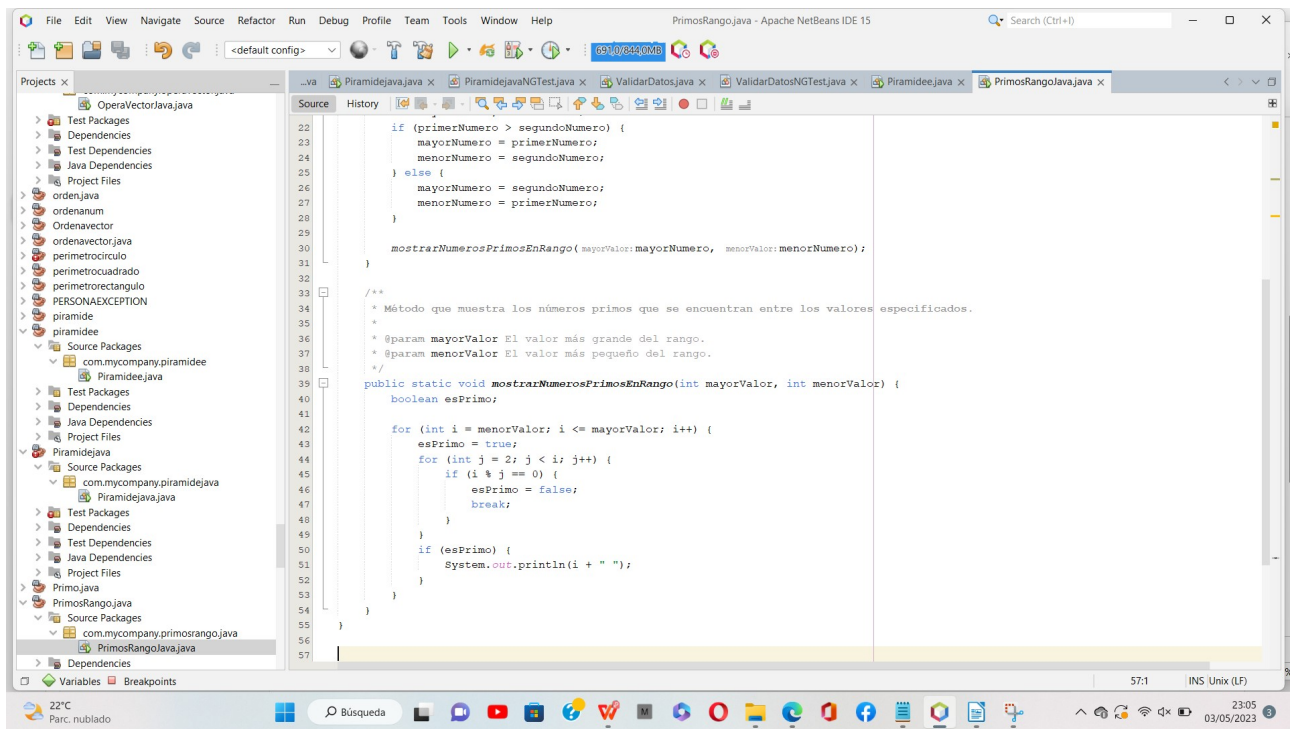 File Edit View Navigate Source Refactor Run Debug Profile Team Tools Window Help
PrimosRango.java - Apache NetBeans IDE 15
Search (Ctrl+I)
<default config>
691,0/844,0MB
Projects
...va
Piramidejava.java
PiramidejavaNGTest.java
ValidarDatos.java
ValidarDatosNGTest.java
Piramidee.java
PrimosRangoJava.java
Source History
OperaVectorJava.java
Test Packages
Dependencies
Test Dependencies
Java Dependencies
Project Files
orden.java
ordenanum
Ordenavector
ordenavector.java
perimetrocirculo
perimetrocuadrado
perimetrorectangulo
PERSONAEXCEPTION
piramide
piramidee
Source Packages
com.mycompany.piramidee
Piramidee.java
Test Packages
Dependencies
Java Dependencies
Project Files
Piramidejava
Source Packages
com.mycompany.piramidejava
Piramidejava.java
Test Packages
Dependencies
Test Dependencies
Java Dependencies
Project Files
Primo.java
PrimosRango.java
Source Packages
com.mycompany.primosrango.java
PrimosRangoJava.java
Dependencies
22 if (primerNumero > segundoNumero) {
23 mayorNumero = primerNumero;
24 menorNumero = segundoNumero;
25 } else {
26 mayorNumero = segundoNumero;
27 menorNumero = primerNumero;
28 }
29
30 mostrarNumerosPrimosEnRango( mayorValor: mayorNumero, menorValor: menorNumero);
31 }
32
33 /**
34 * Método que muestra los números primos que se encuentran entre los valores especificados.
35 *
36 * @param mayorValor El valor más grande del rango.
37 * @param menorValor El valor más pequeño del rango.
38 */
39 public static void mostrarNumerosPrimosEnRango(int mayorValor, int menorValor) {
40 boolean esPrimo;
41
42 for (int i = menorValor; i <= mayorValor; i++) {
43 esPrimo = true;
44 for (int j = 2; j < i; j++) {
45 if (i % j == 0) {
46 esPrimo = false;
47 break;
48 }
49 }
50 if (esPrimo) {
51 System.out.println(i + " ");
52 }
53 }
54 }
55 }
56
57
Variables Breakpoints
57:1
INS Unix (LF)
22°C
Parc. nublado
Búsqueda
23:05
03/05/2023
3